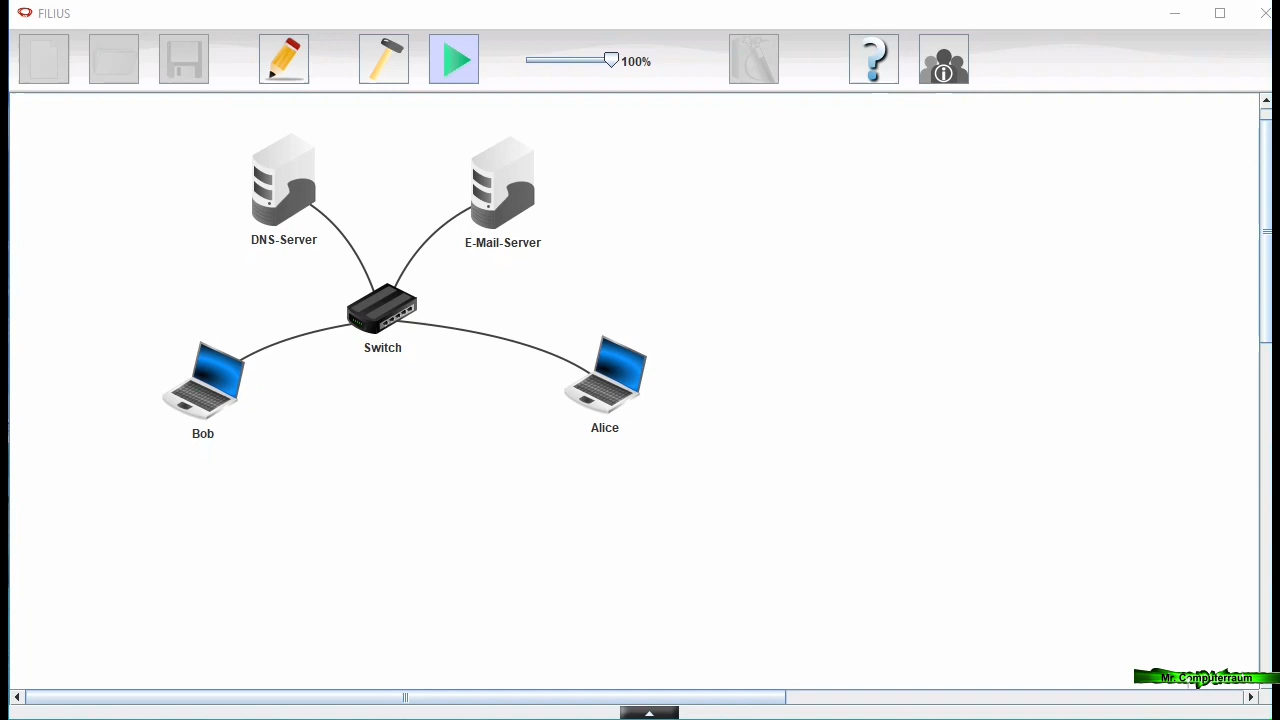 FILIUS
100%
DNS-Server
E-Mail-Server
Switch
Bob
Alice
Mr. Computerraum